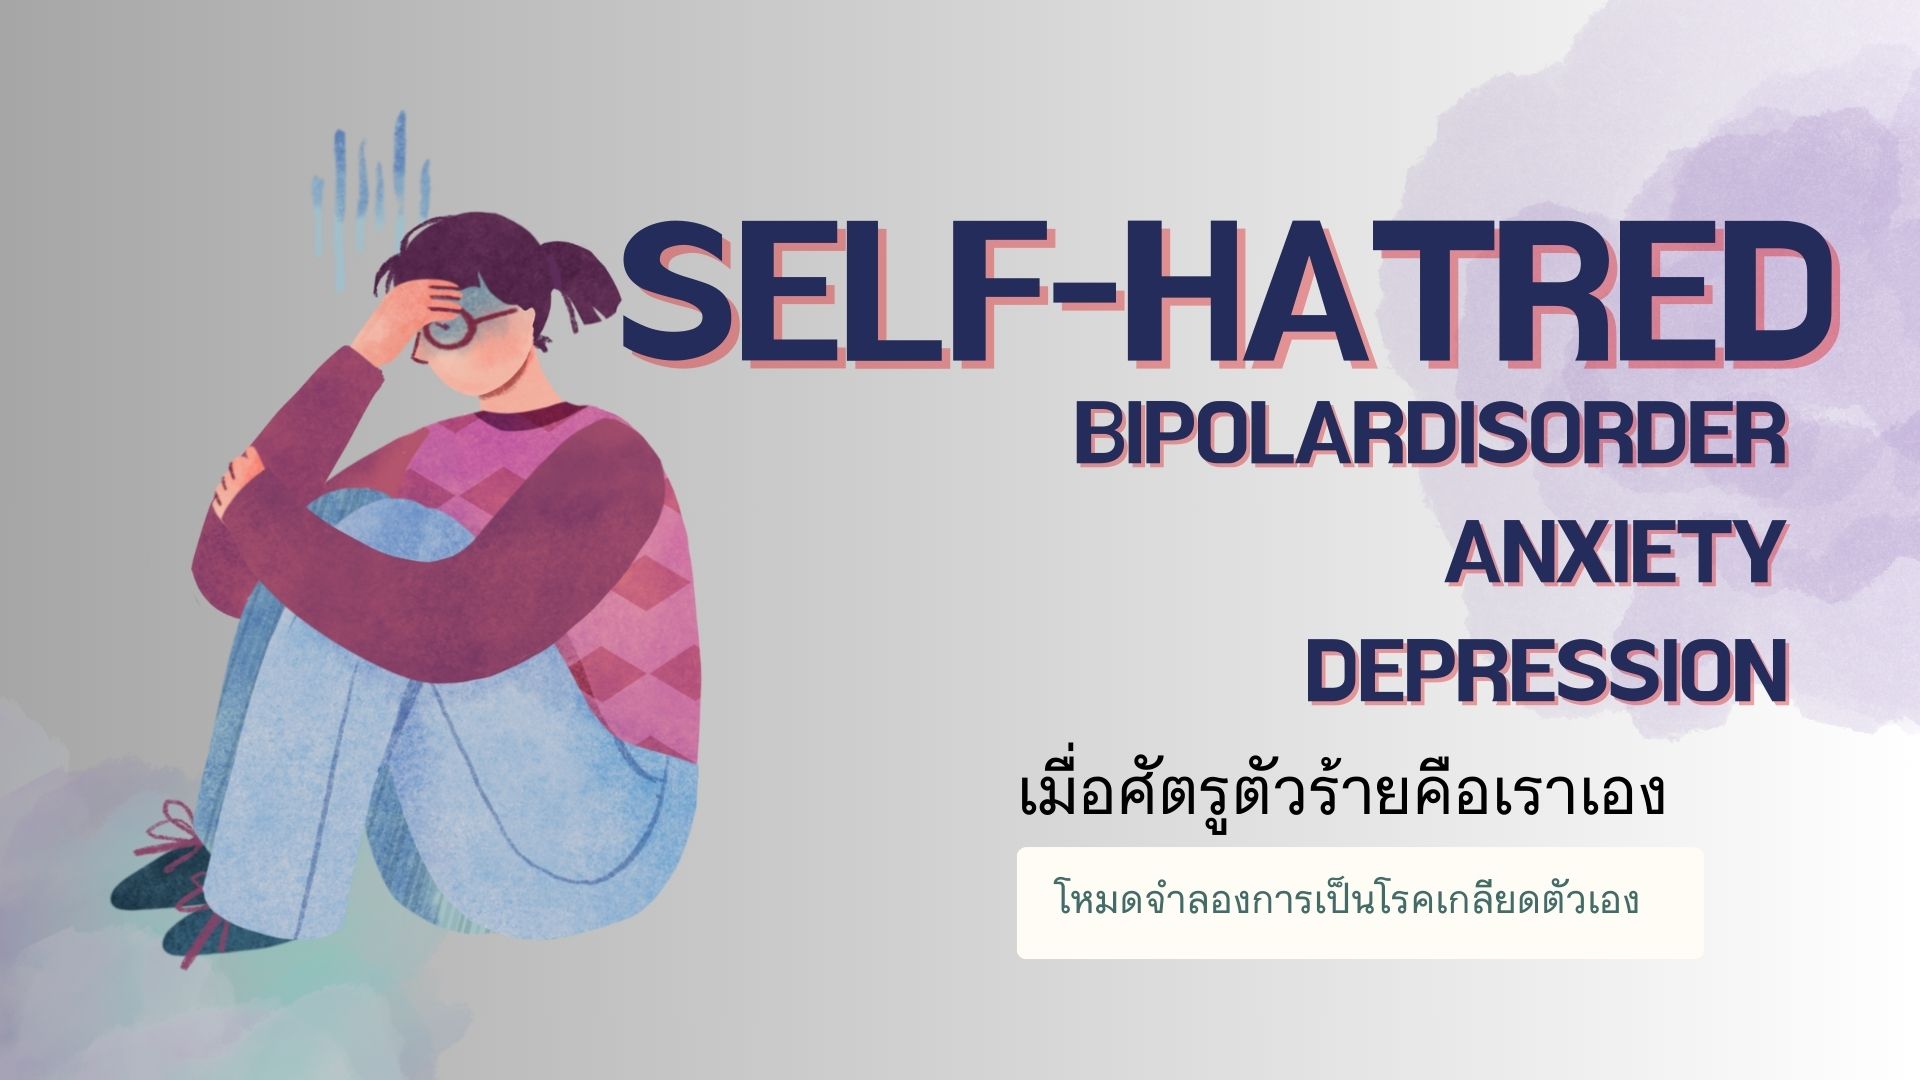 SELF-HATRED
BIPOLARDISORDER
ANXIETY
DEPRESSION
เมื่อศัตรูตัวร้ายคือเราเอง
โหมดจำลองการเป็นโรคเกลียดตัวเอง